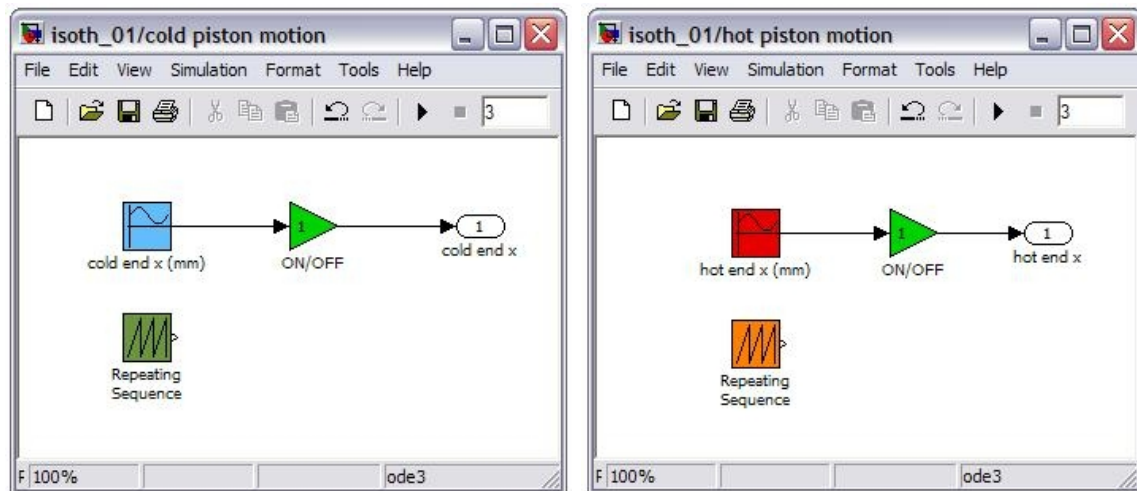 isoth_01/cold piston motion
File Edit View Simulation Format Tools Help
3
cold end x (mm)
1
ON/OFF
1
cold end x
Repeating
Sequence
F 100%
ode3
isoth_01/hot piston motion
File Edit View Simulation Format Tools Help
3
hot end x (mm)
1
ON/OFF
1
hot end x
Repeating
Sequence
F 100%
ode3